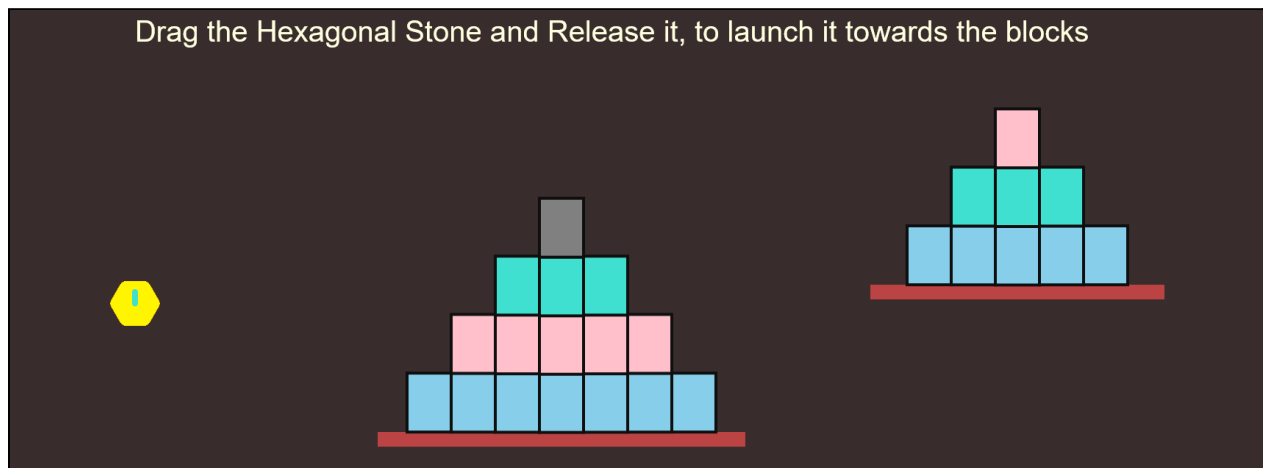 Drag the Hexagonal Stone and Release it, to launch it towards the blocks